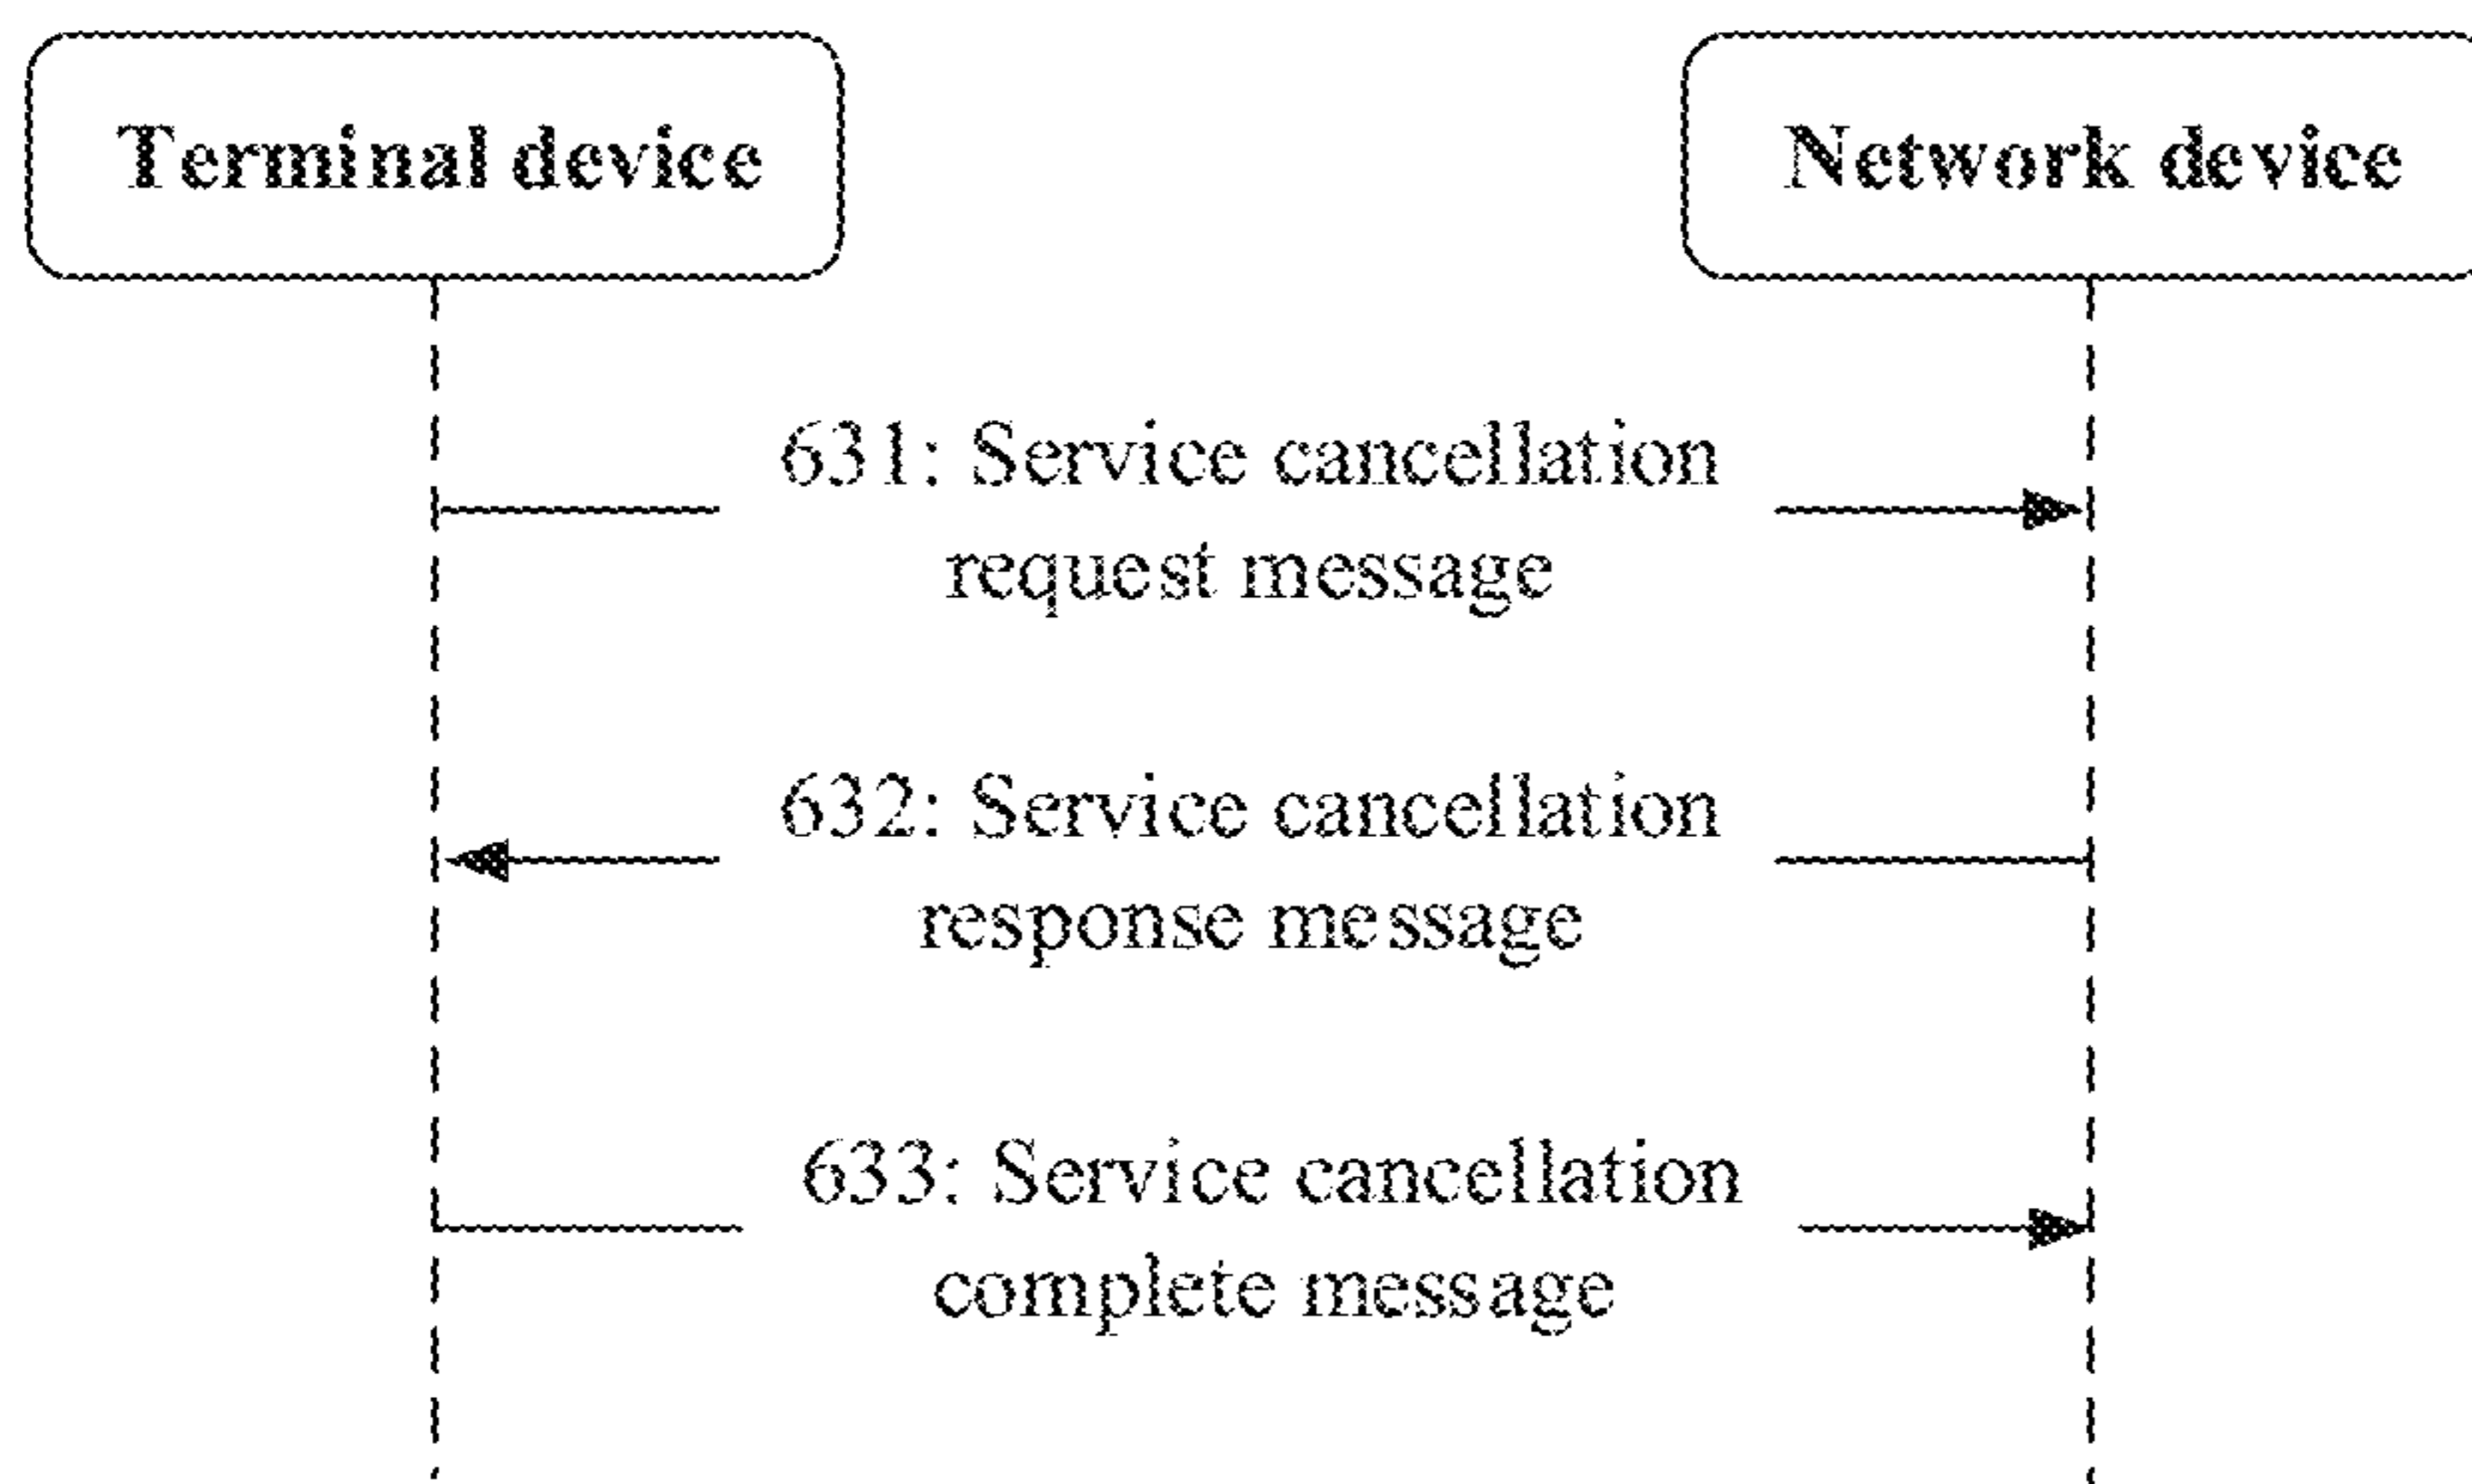 Terminal device
Network device
631: Service cancellation
request message
632: Service cancellation
response message
633: Service cancellation
complete message